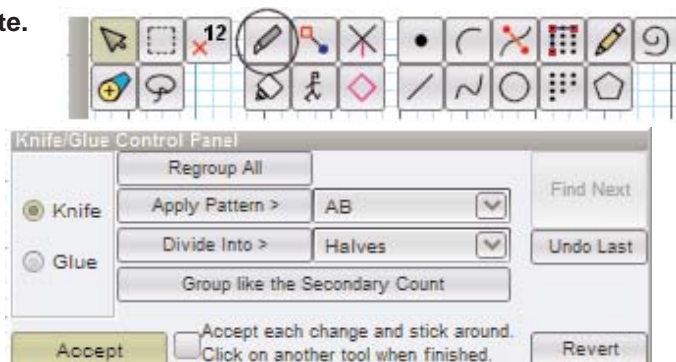 te.
12
Knife/Glue Control Panel
Regroup All
Knife
Apply Pattern >
AB
Find Next
Glue
Divide Into >
Halves
Undo Last
Group like the Secondary Count
Accept
Accept each change and stick around.
Click on another tool when finished.
Revert